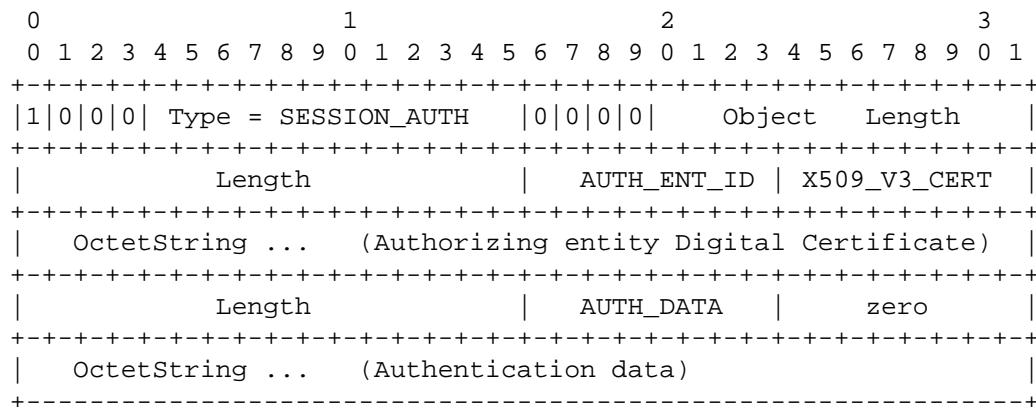 0                   1                   2                   3
 0 1 2 3 4 5 6 7 8 9 0 1 2 3 4 5 6 7 8 9 0 1 2 3 4 5 6 7 8 9 0 1
+-+-+-+-+-+-+-+-+-+-+-+-+-+-+-+-+-+-+-+-+-+-+-+-+-+-+-+-+-+-+-+-+
|1|0|0|0| Type = SESSION_AUTH   |0|0|0|0|    Object   Length    |
+-+-+-+-+-+-+-+-+-+-+-+-+-+-+-+-+-+-+-+-+-+-+-+-+-+-+-+-+-+-+-+-+
|            Length             |   AUTH_ENT_ID | X509_V3_CERT  |
+-+-+-+-+-+-+-+-+-+-+-+-+-+-+-+-+-+-+-+-+-+-+-+-+-+-+-+-+-+-+-+-+
|   OctetString ...  (Authorizing entity Digital Certificate)   |
+-+-+-+-+-+-+-+-+-+-+-+-+-+-+-+-+-+-+-+-+-+-+-+-+-+-+-+-+-+-+-+-+
|            Length             |   AUTH_DATA   |     zero      |
+-+-+-+-+-+-+-+-+-+-+-+-+-+-+-+-+-+-+-+-+-+-+-+-+-+-+-+-+-+-+-+-+
|   OctetString ...  (Authentication data)                      |
+---------------------------------------------------------------+